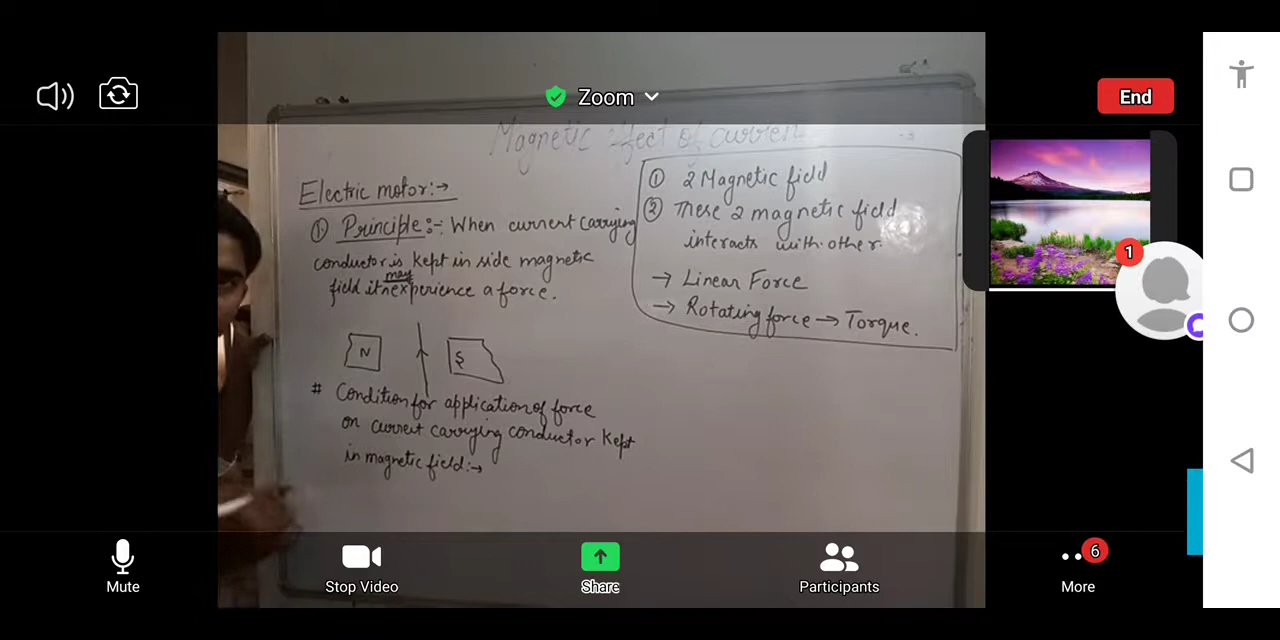 Zoom
End
Magnetic effect of current
Electric motor:→
① Principle:- When current carrying
conductor is kept in side magnetic
field it may experience a force.
N
S
# Condition for application of force
on current carrying conductor kept
in magnetic field:→
① 2 Magnetic field
② These 2 magnetic field
interacts with other.
→ Linear Force
→ Rotating force → Torque.
1
Mute
Stop Video
Share
Participants
6
More